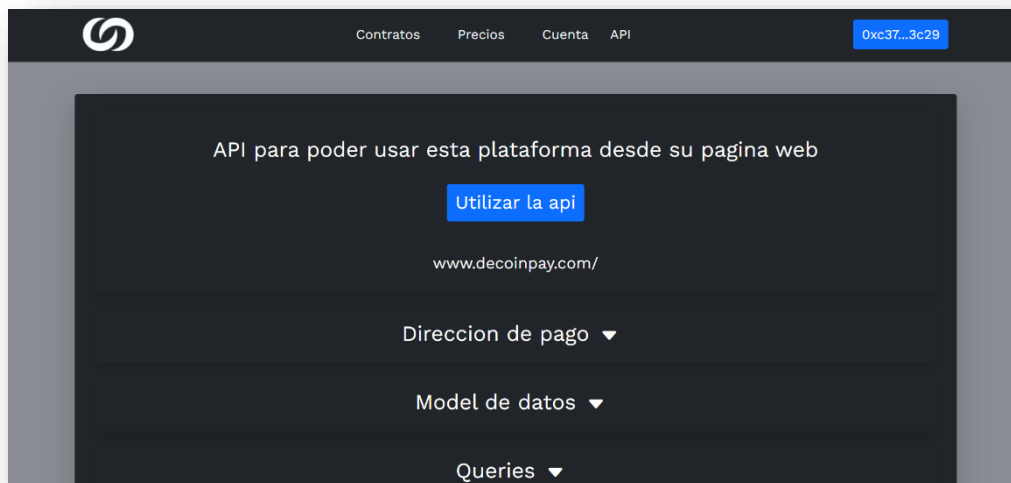 Contratos Precios Cuenta API 0xc37...3c29
API para poder usar esta plataforma desde su pagina web
Utilizar la api
www.decoinpay.com/
Direccion de pago
Model de datos
Queries